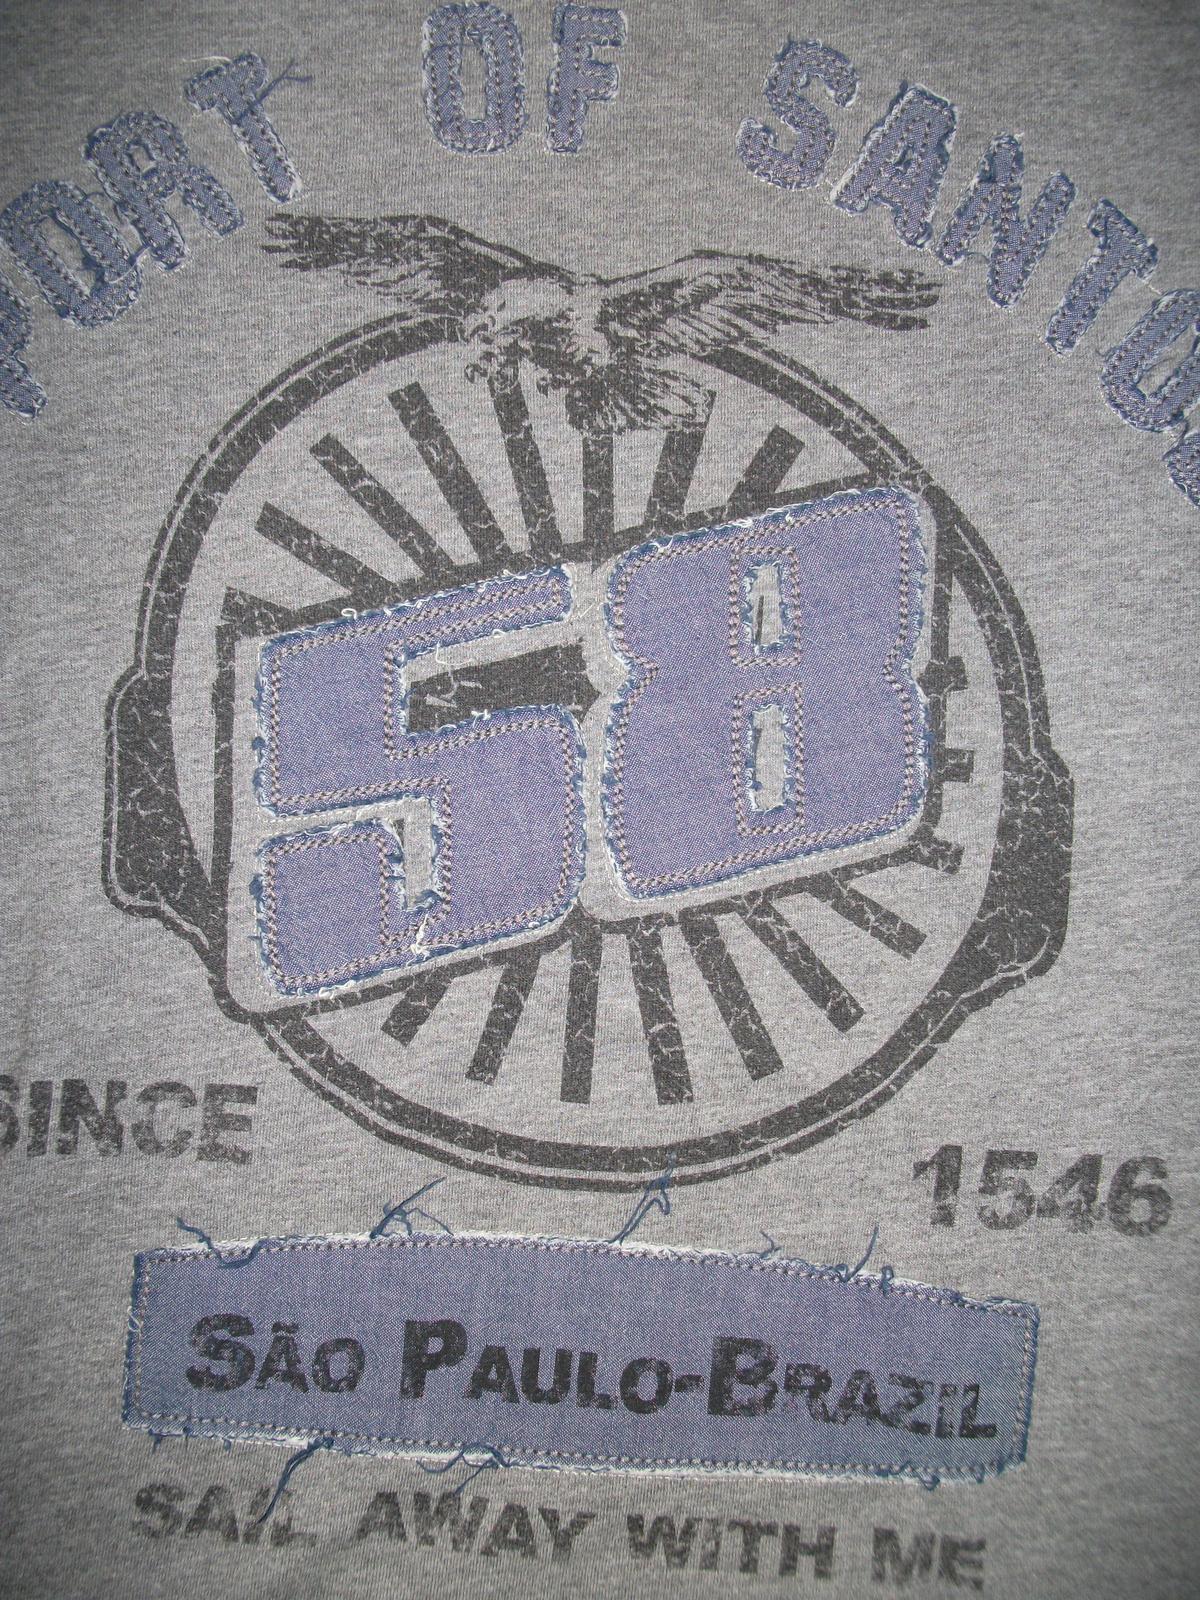 PORT OF SANTOS
58
SINCE 1546
SÃO PAULO-BRAZIL
SAIL AWAY WITH ME